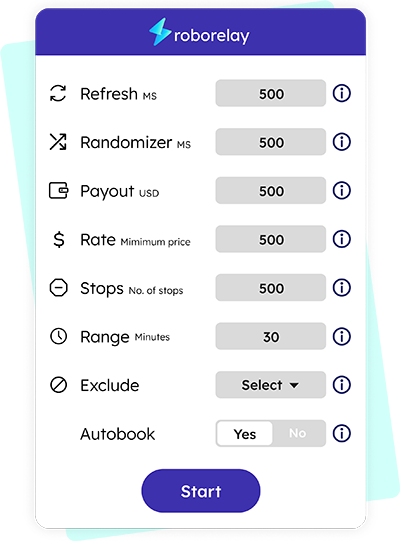 roborelay
Refresh MS 500
Randomizer MS 500
Payout USD 500
$ Rate Mimimum price 500
Stops No. of stops 500
Range Minutes 30
Exclude Select
Autobook Yes No
Start